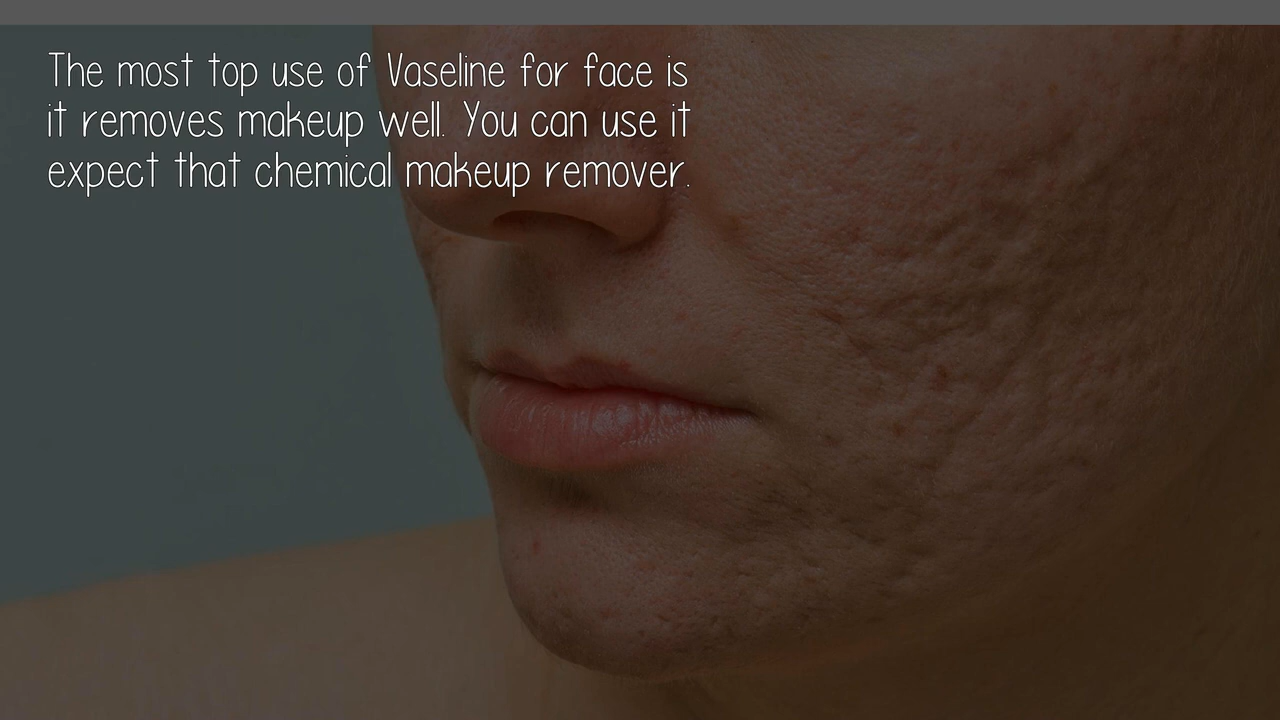 The most top use of Vaseline for face is
it removes makeup well. You can use it
expect that chemical makeup remover.